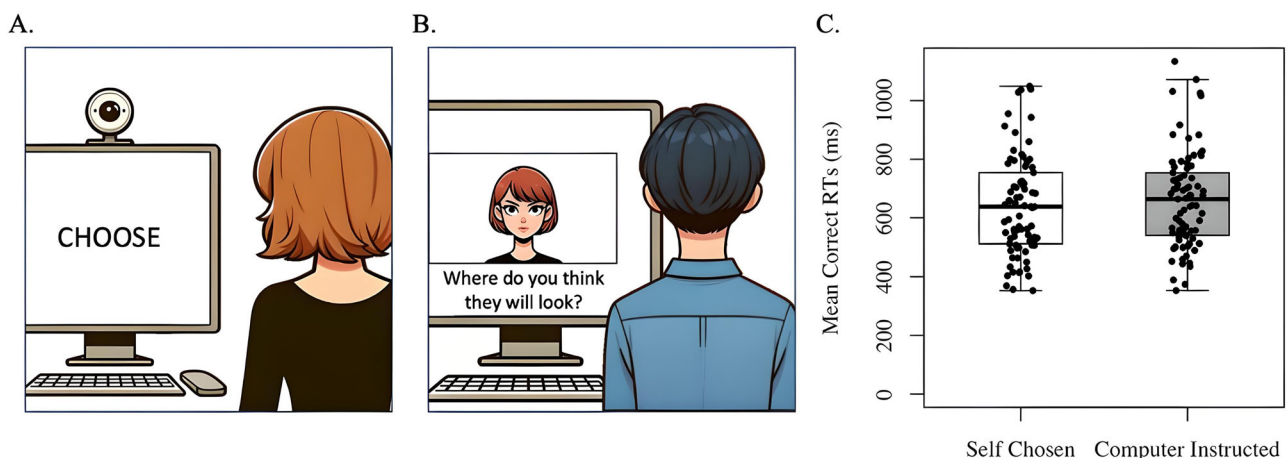 A.
B.
C.
CHOOSE
Where do you think
they will look?
Mean Correct RTs (ms)
1000
800
600
400
200
0
Self Chosen
Computer Instructed